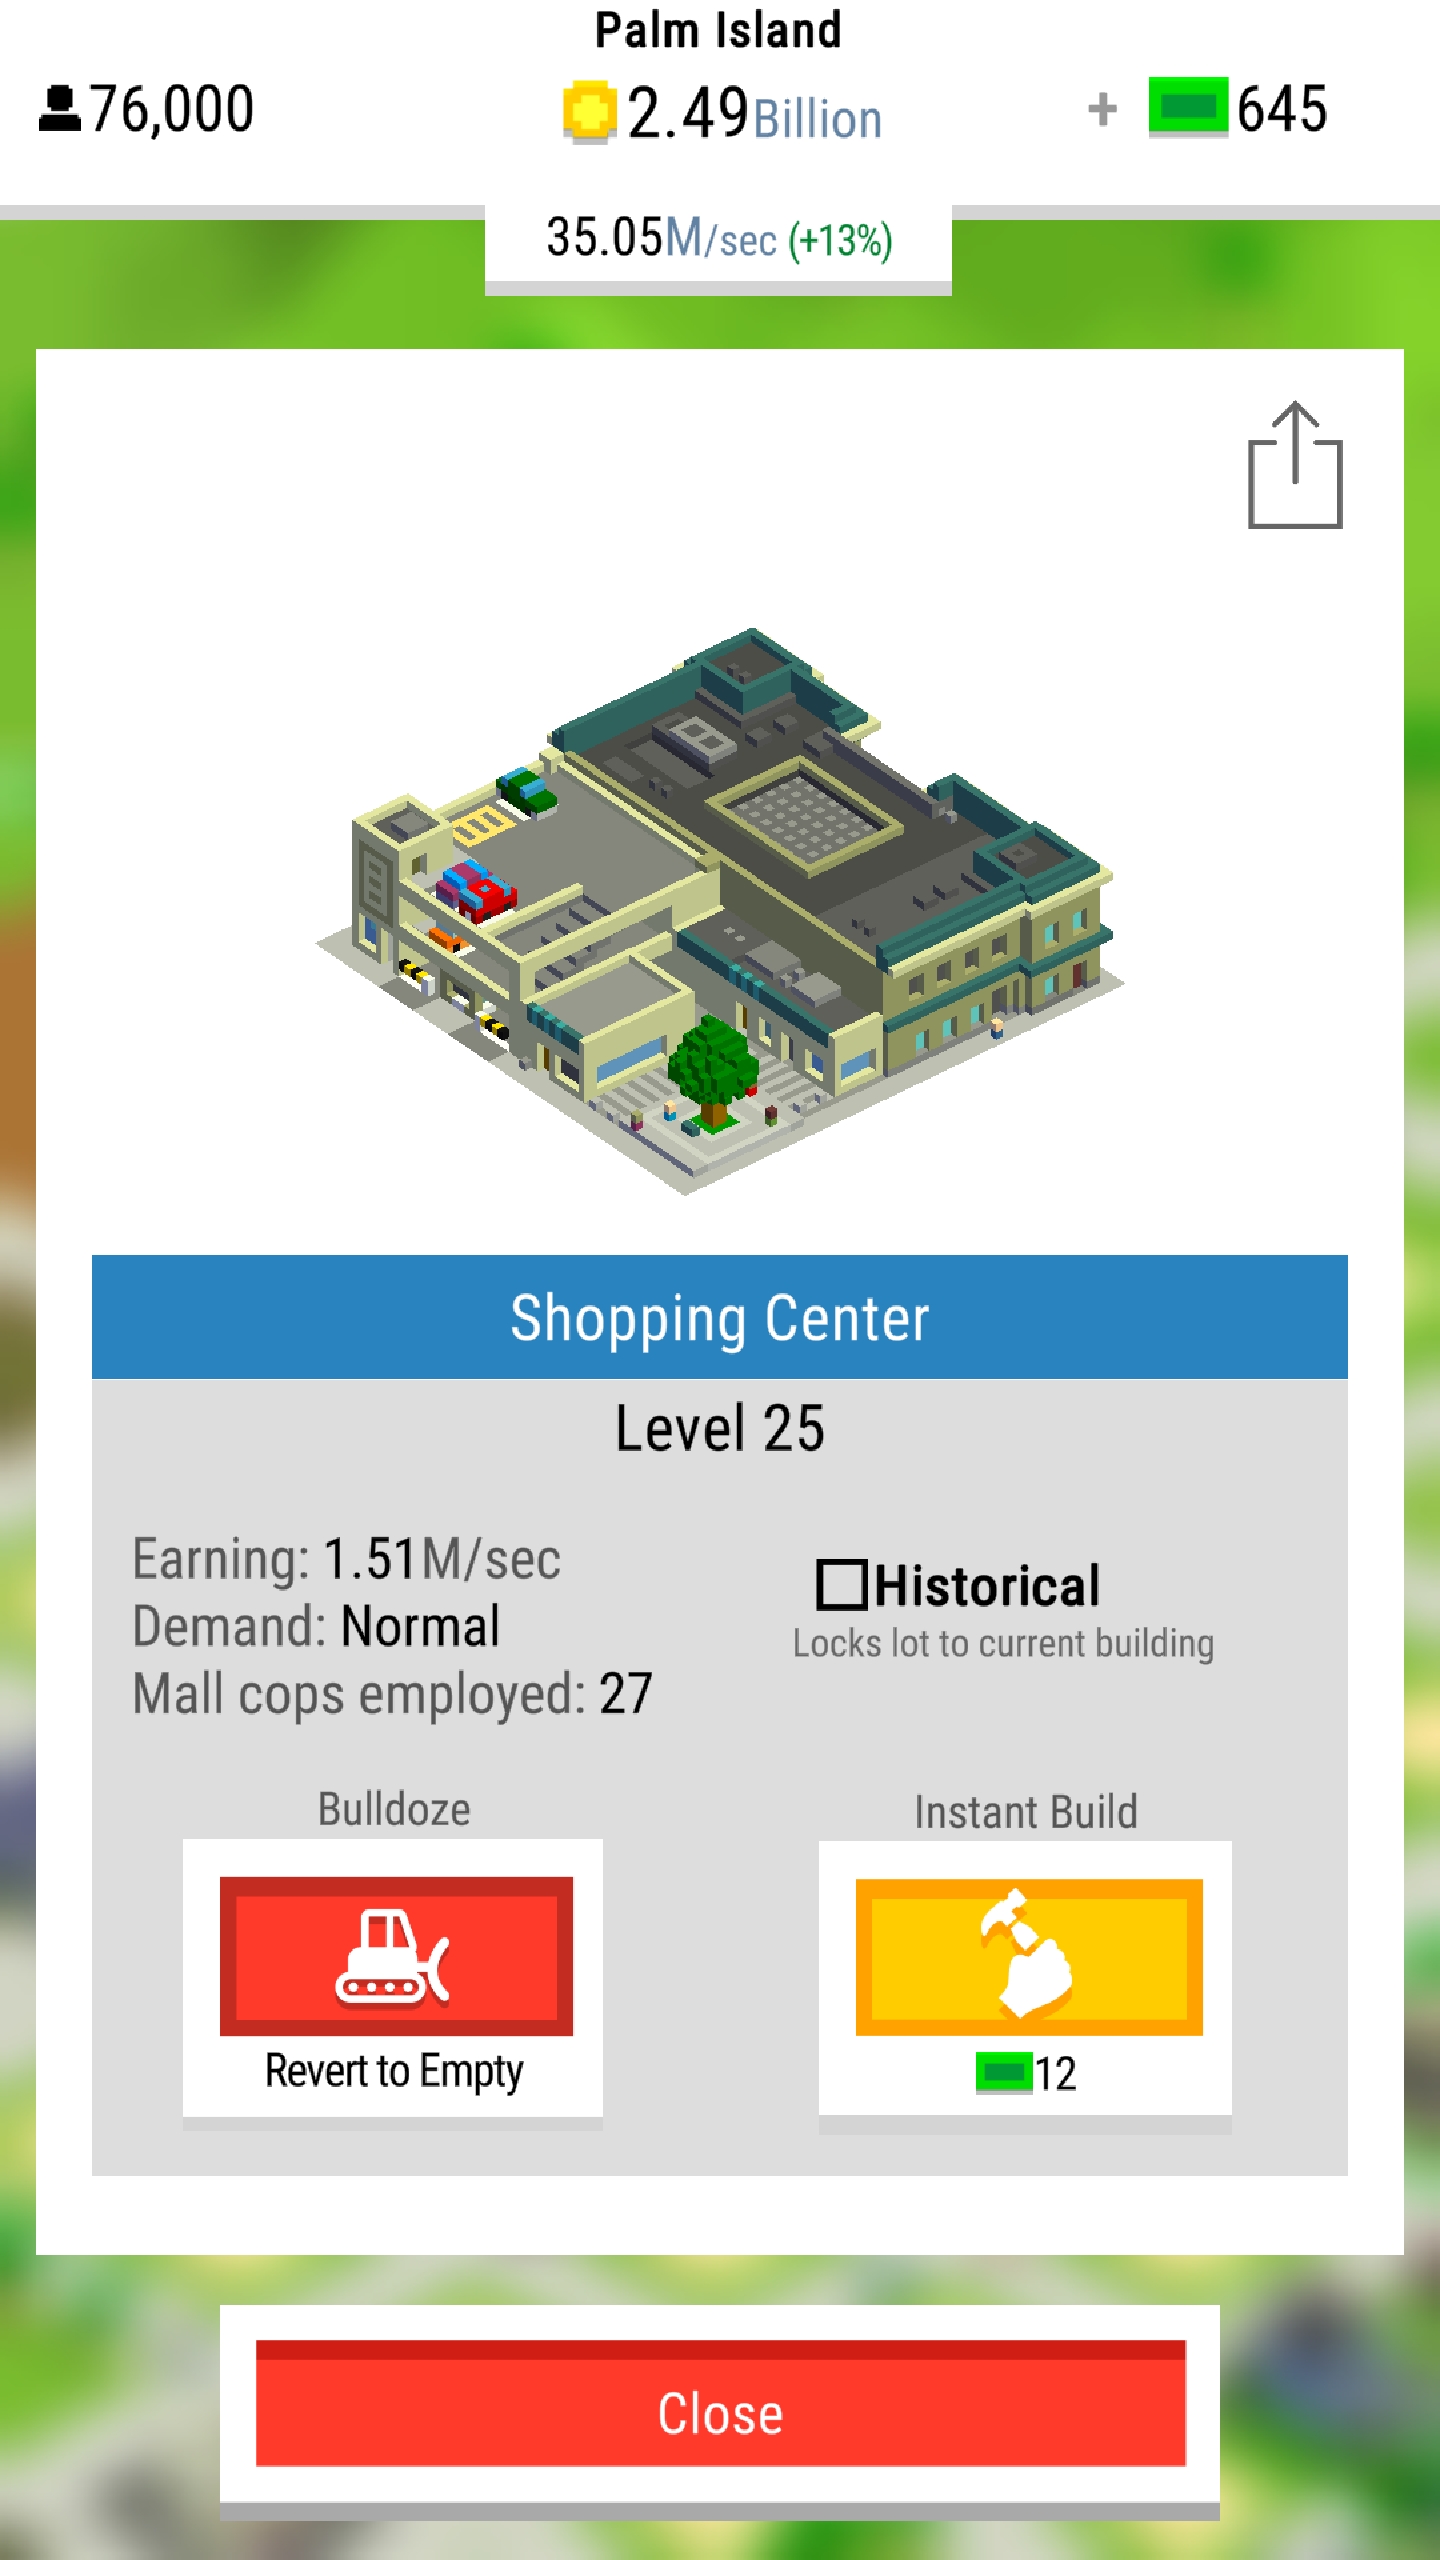 Palm Island
76,000
2.49Billion
+ 645
35.05M/sec (+13%)
Shopping Center
Level 25
Earning: 1.51M/sec
Demand: Normal
Mall cops employed: 27
Historical
Locks lot to current building
Bulldoze
Revert to Empty
Instant Build
12
Close